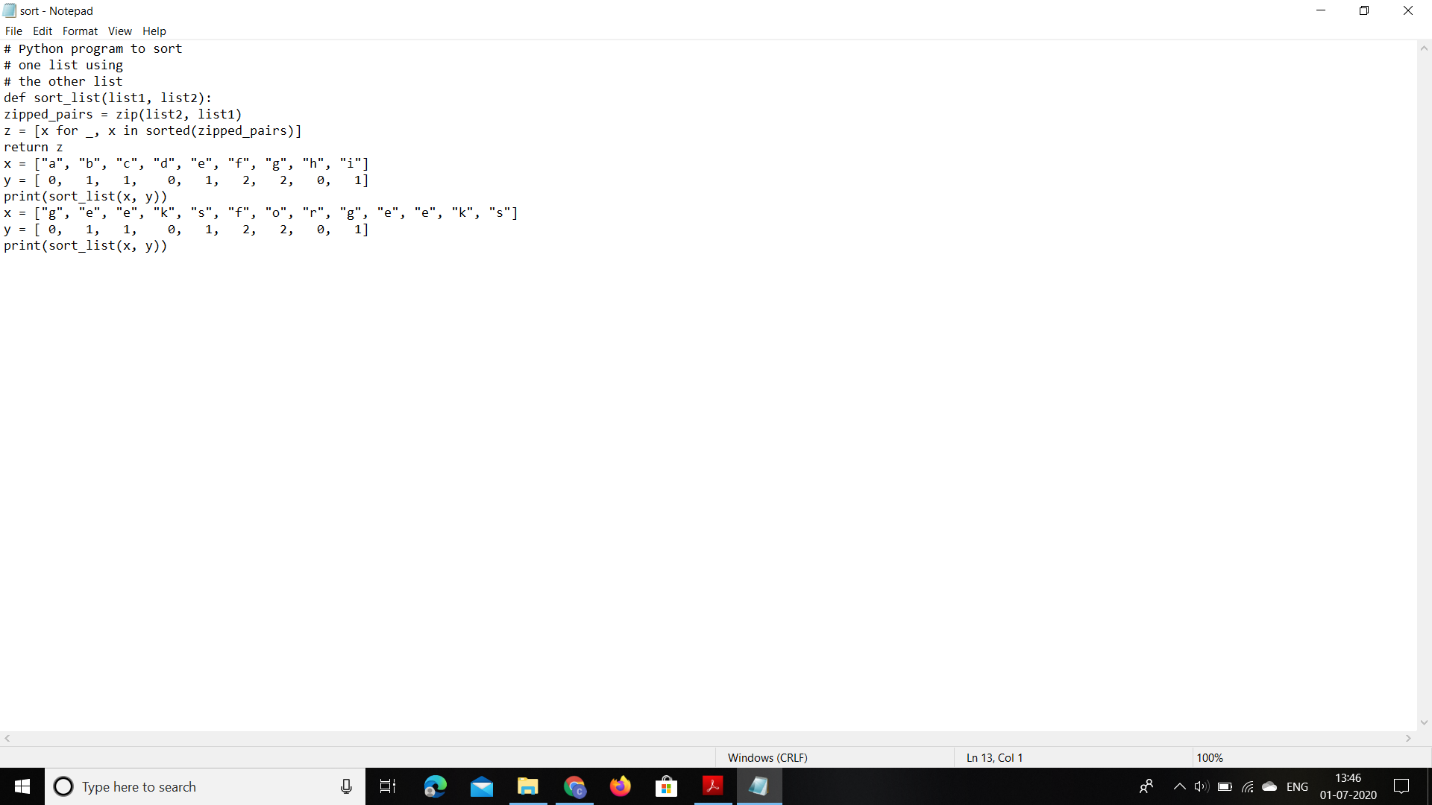 sort - Notepad
File Edit Format View Help
# Python program to sort
# one list using
# the other list
def sort_list(list1, list2):
zipped_pairs = zip(list2, list1)
z = [x for _, x in sorted(zipped_pairs)]
return z
x = ["a", "b", "c", "d", "e", "f", "g", "h", "i"]
y = [ 0,   1,   1,    0,   1,   2,   2,   0,   1]
print(sort_list(x, y))
x = ["g", "e", "e", "k", "s", "f", "o", "r", "g", "e", "e", "k", "s"]
y = [ 0,   1,   1,    0,   1,   2,   2,   0,   1]
print(sort_list(x, y))
Windows (CRLF) Ln 13, Col 1 100%
Type here to search
ENG
13:46
01-07-2020